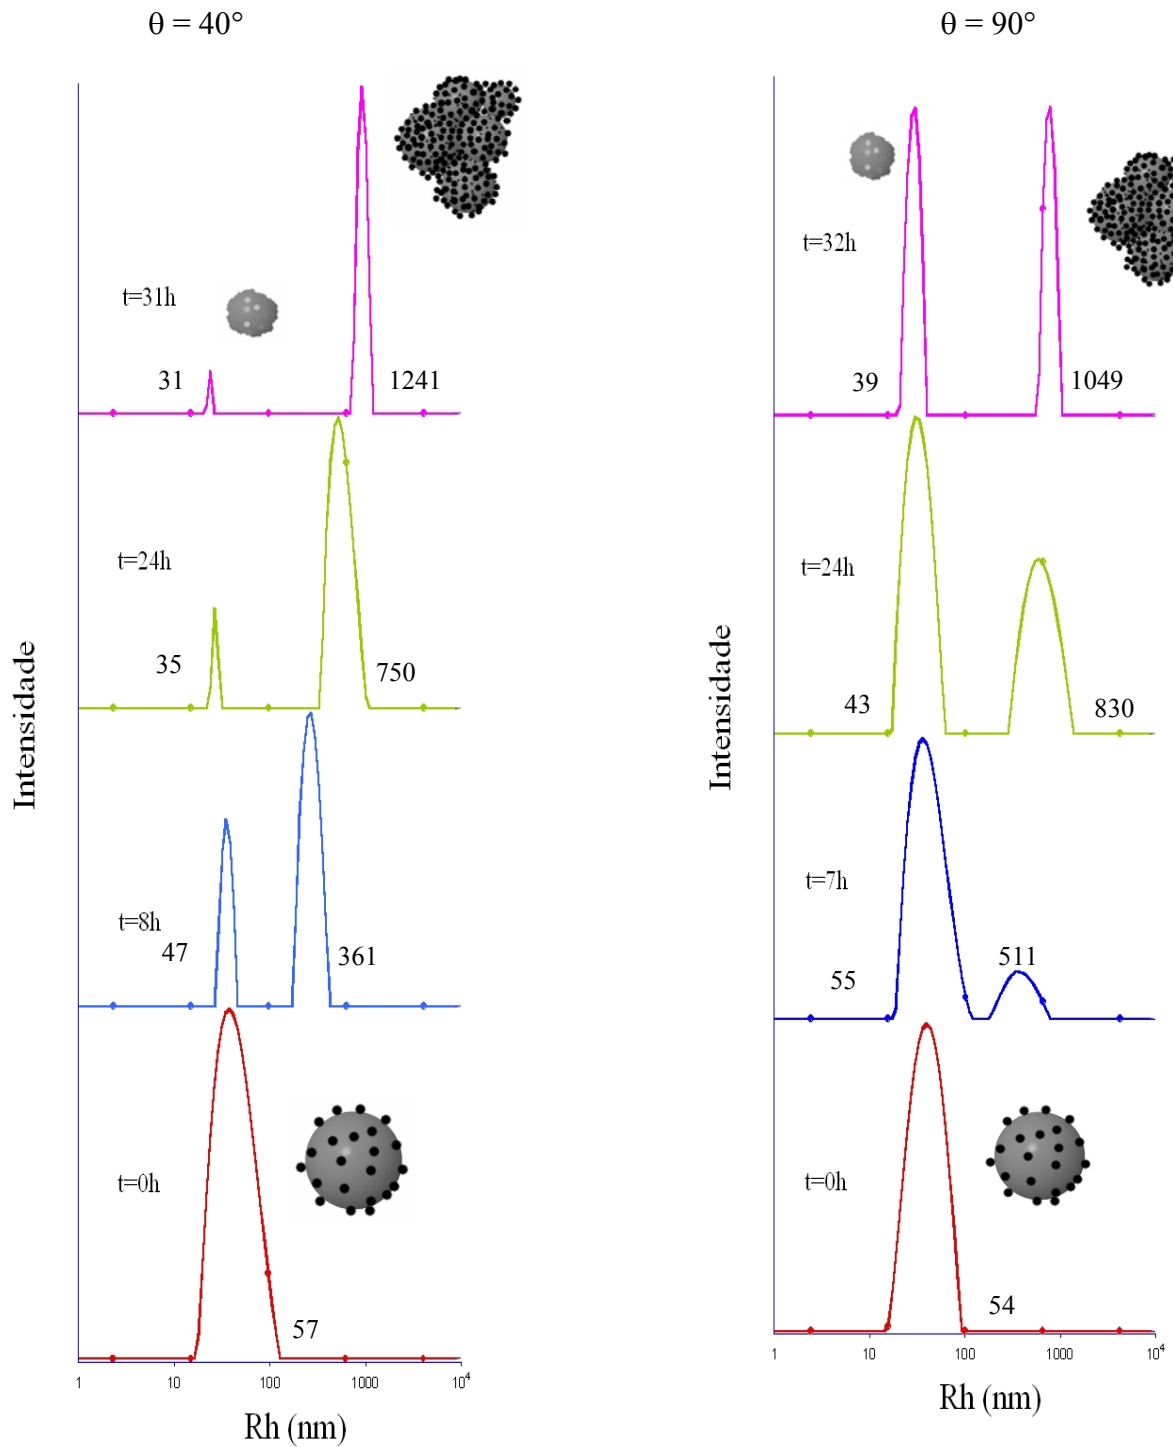 θ = 40°
t=31h
31
1241
t=24h
35
750
t=8h
47
361
t=0h
57
Intensidade
1
10
100
1000
10⁴
Rh (nm)
θ = 90°
t=32h
39
1049
t=24h
43
830
t=7h
55
511
t=0h
54
Intensidade
1
10
100
1000
10⁴
Rh (nm)